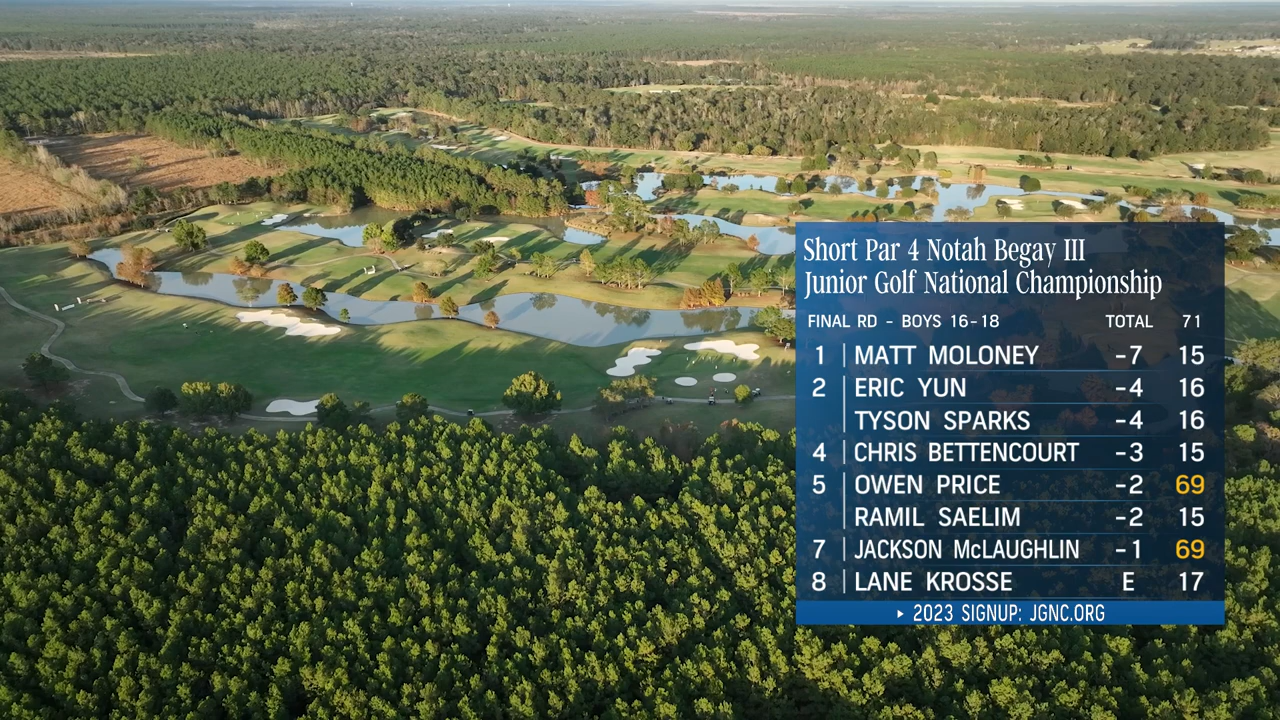 Short Par 4 Notah Begay III
Junior Golf National Championship
FINAL RD - BOYS 16-18 TOTAL 71
1 MATT MOLONEY -7 15
2 ERIC YUN -4 16
TYSON SPARKS -4 16
4 CHRIS BETTENCOURT -3 15
5 OWEN PRICE -2 69
RAMIL SAELIM -2 15
7 JACKSON McLAUGHLIN -1 69
8 LANE KROSSE E 17
▸ 2023 SIGNUP: JGNC.ORG